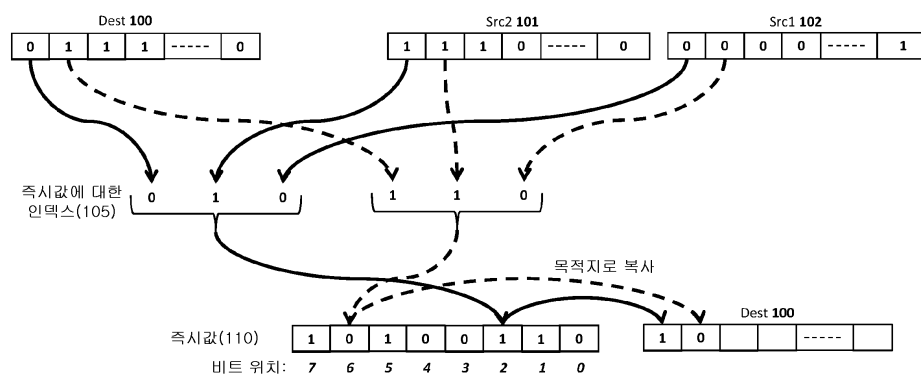 Dest 100
Src2 101
Src1 102
0 1 1 1 ----- 0
1 1 1 0 ----- 0
0 0 0 0 ----- 1
즉시값에 대한
인덱스(105)
0 1 0
1 1 0
목적지로 복사
Dest 100
즉시값(110)
1 0 1 0 0 1 1 0
1 0 -----
비트 위치: 7 6 5 4 3 2 1 0